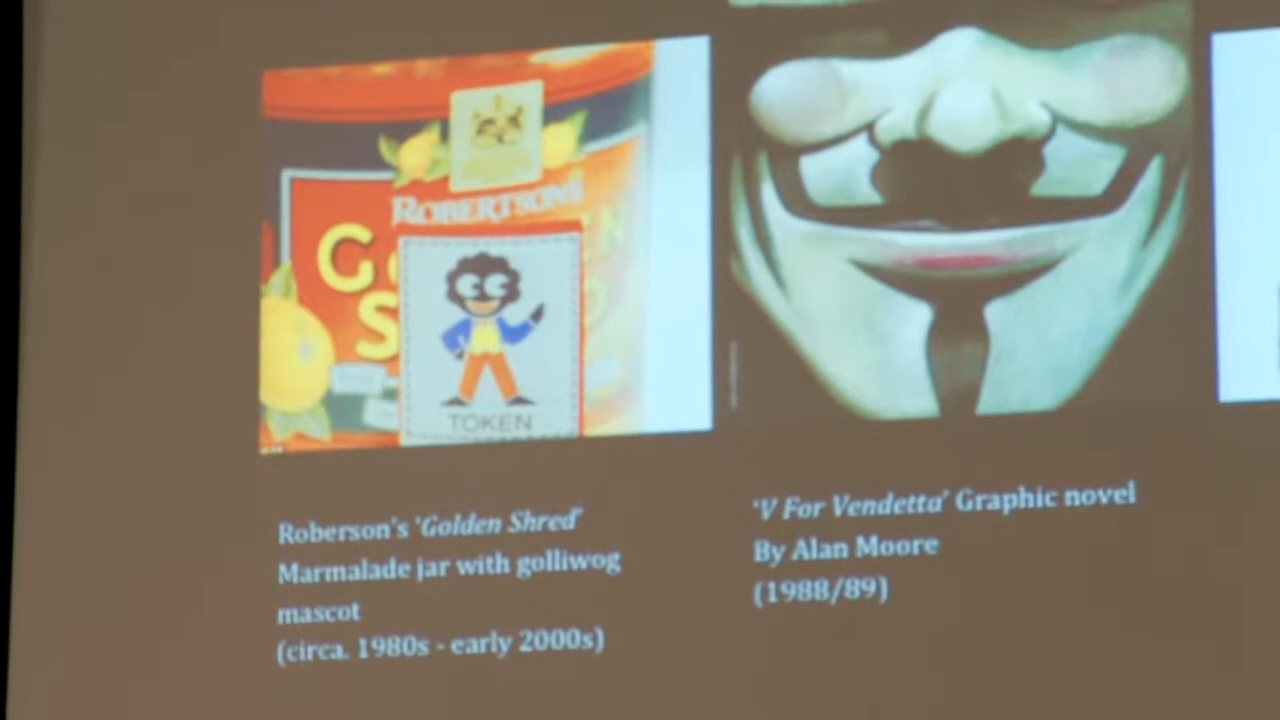 ROBERTSON'S
G
S
TOKEN
Roberson's 'Golden Shred'
Marmalade jar with golliwog
mascot
(circa. 1980s - early 2000s)
'V For Vendetta' Graphic novel
By Alan Moore
(1988/89)